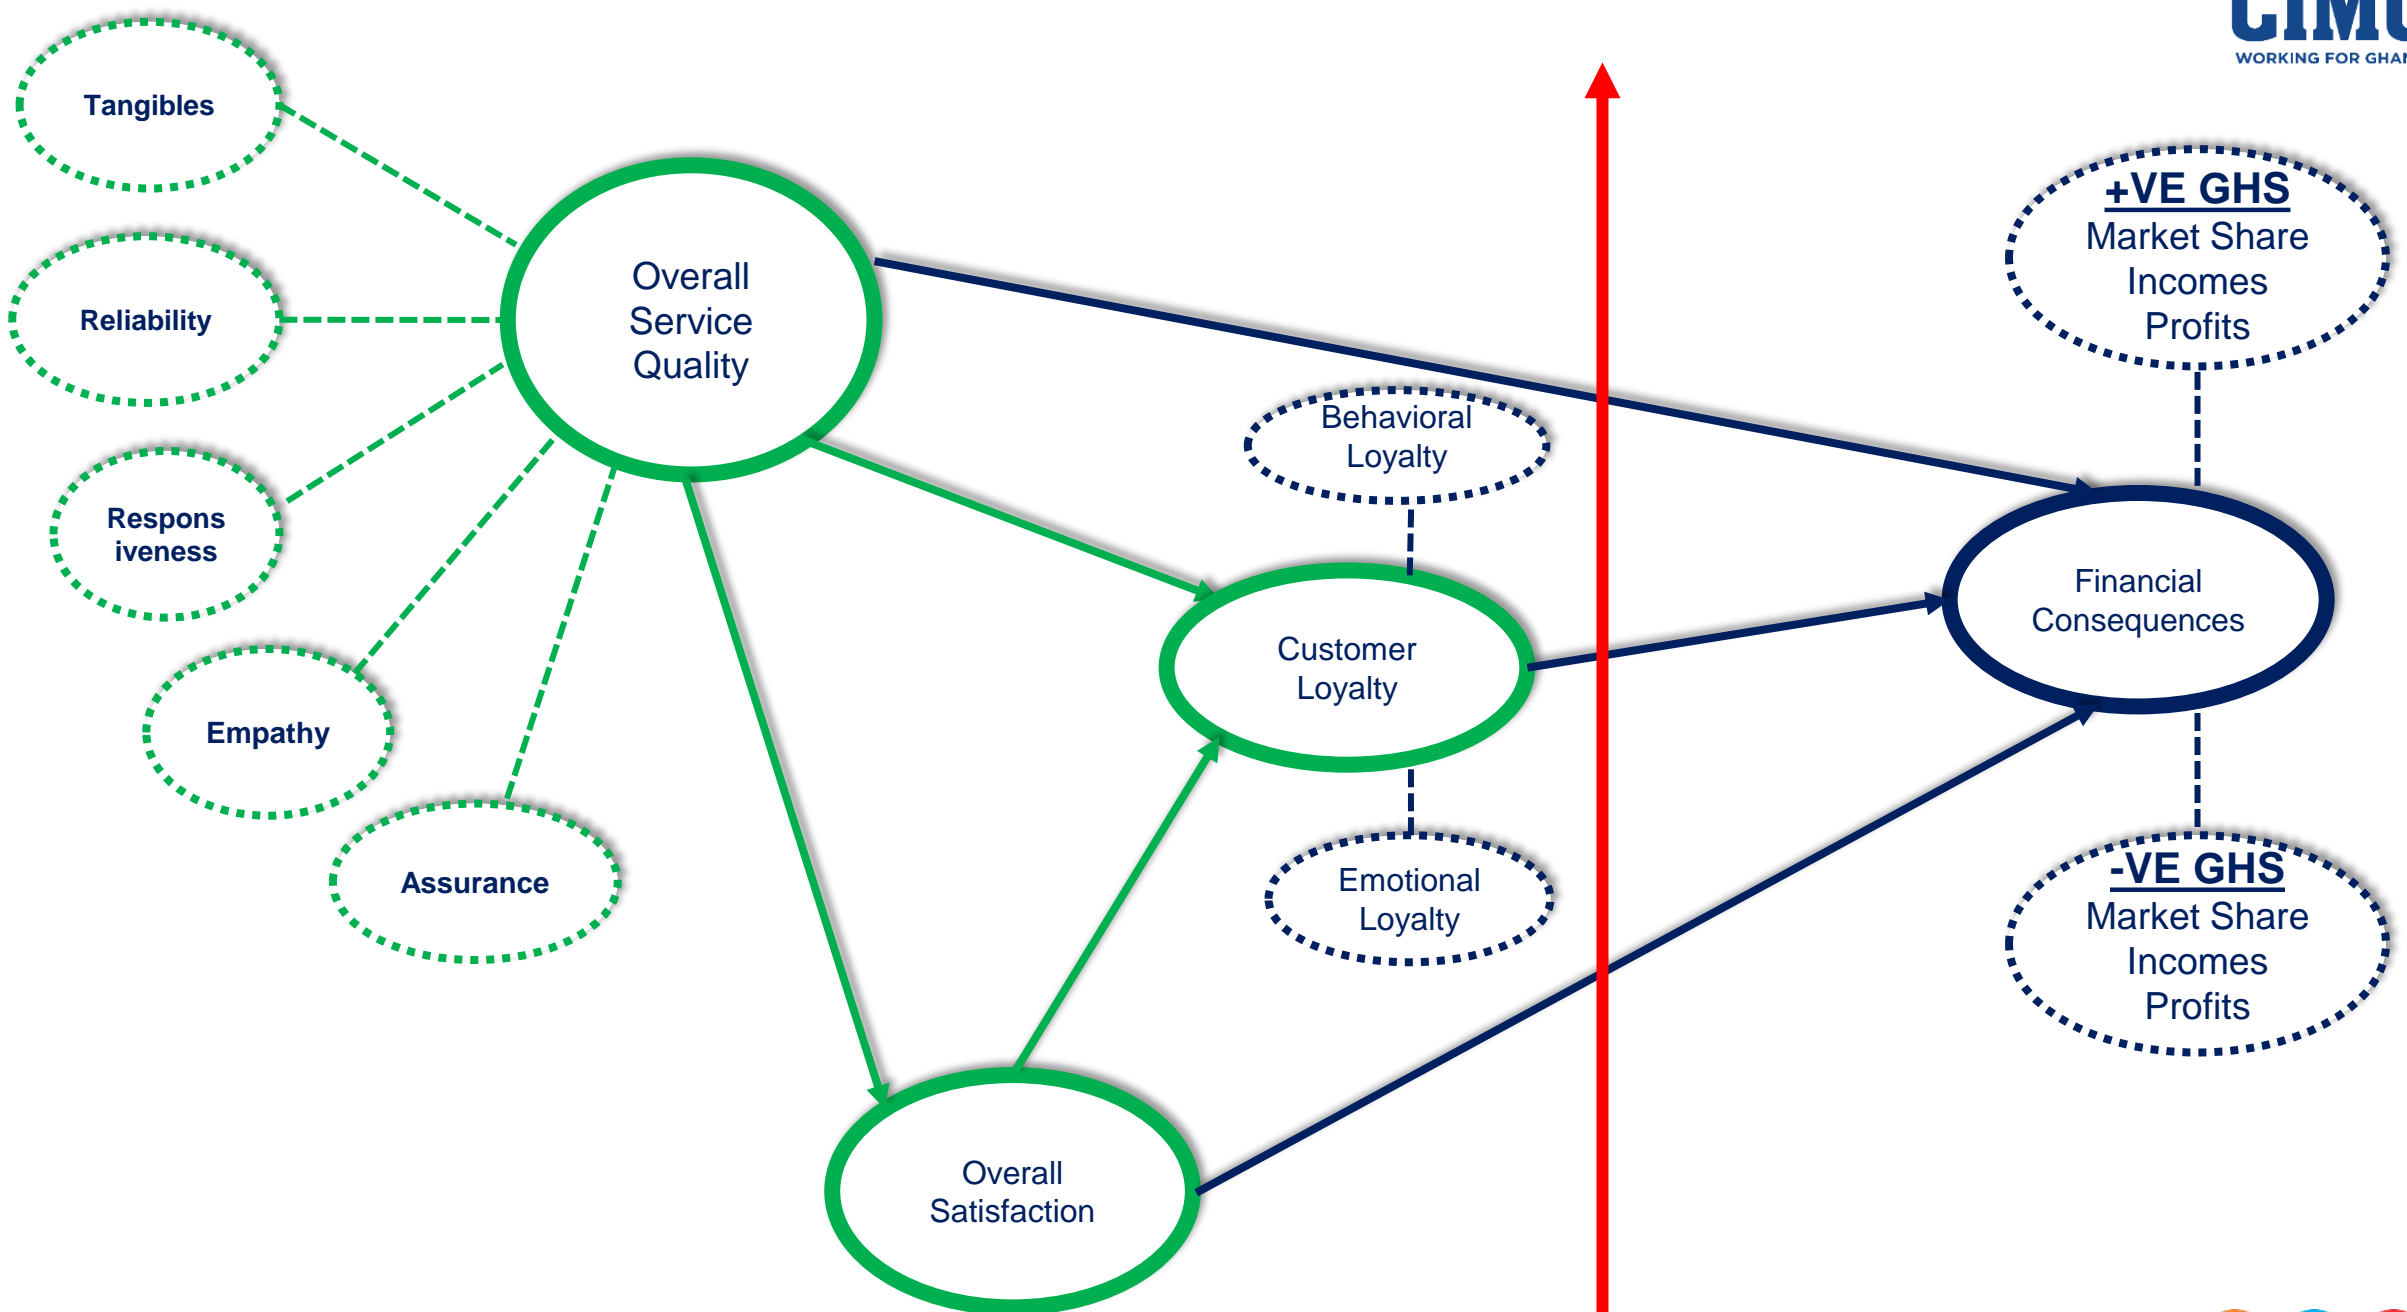 WORKING FOR
Tangibles
Reliability
Respons
iveness
Empathy
Assurance
Overall
Service
Quality
Behavioral
Loyalty
Customer
Loyalty
Emotional
Loyalty
Overall
Satisfaction
+VE GHS
Market Share
Incomes
Profits
Financial
Consequences
-VE GHS
Market Share
Incomes
Profits